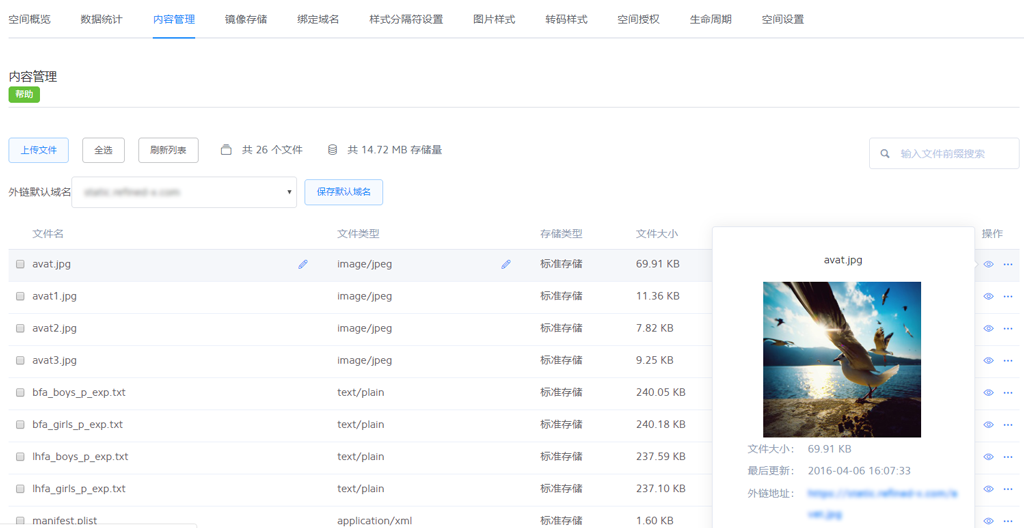 空间概览 数据统计 内容管理 镜像存储 绑定域名 样式分隔符设置 图片样式 转码样式 空间授权 生命周期 空间设置
内容管理
帮助
上传文件 全选 刷新列表 共 26 个文件 共 14.72 MB 存储量 输入文件前缀搜索
外链默认域名 保存默认域名
文件名 文件类型 存储类型 文件大小 操作
avat.jpg image/jpeg 标准存储 69.91 KB
avat1.jpg image/jpeg 标准存储 11.36 KB
avat2.jpg image/jpeg 标准存储 7.82 KB
avat3.jpg image/jpeg 标准存储 9.25 KB
bfa_boys_p_exp.txt text/plain 标准存储 240.05 KB
bfa_girls_p_exp.txt text/plain 标准存储 240.18 KB
lhfa_boys_p_exp.txt text/plain 标准存储 237.59 KB
lhfa_girls_p_exp.txt text/plain 标准存储 237.10 KB
manifest.plist application/xml 标准存储 1.60 KB
avat.jpg
文件大小： 69.91 KB
最后更新： 2016-04-06 16:07:33
外链地址：